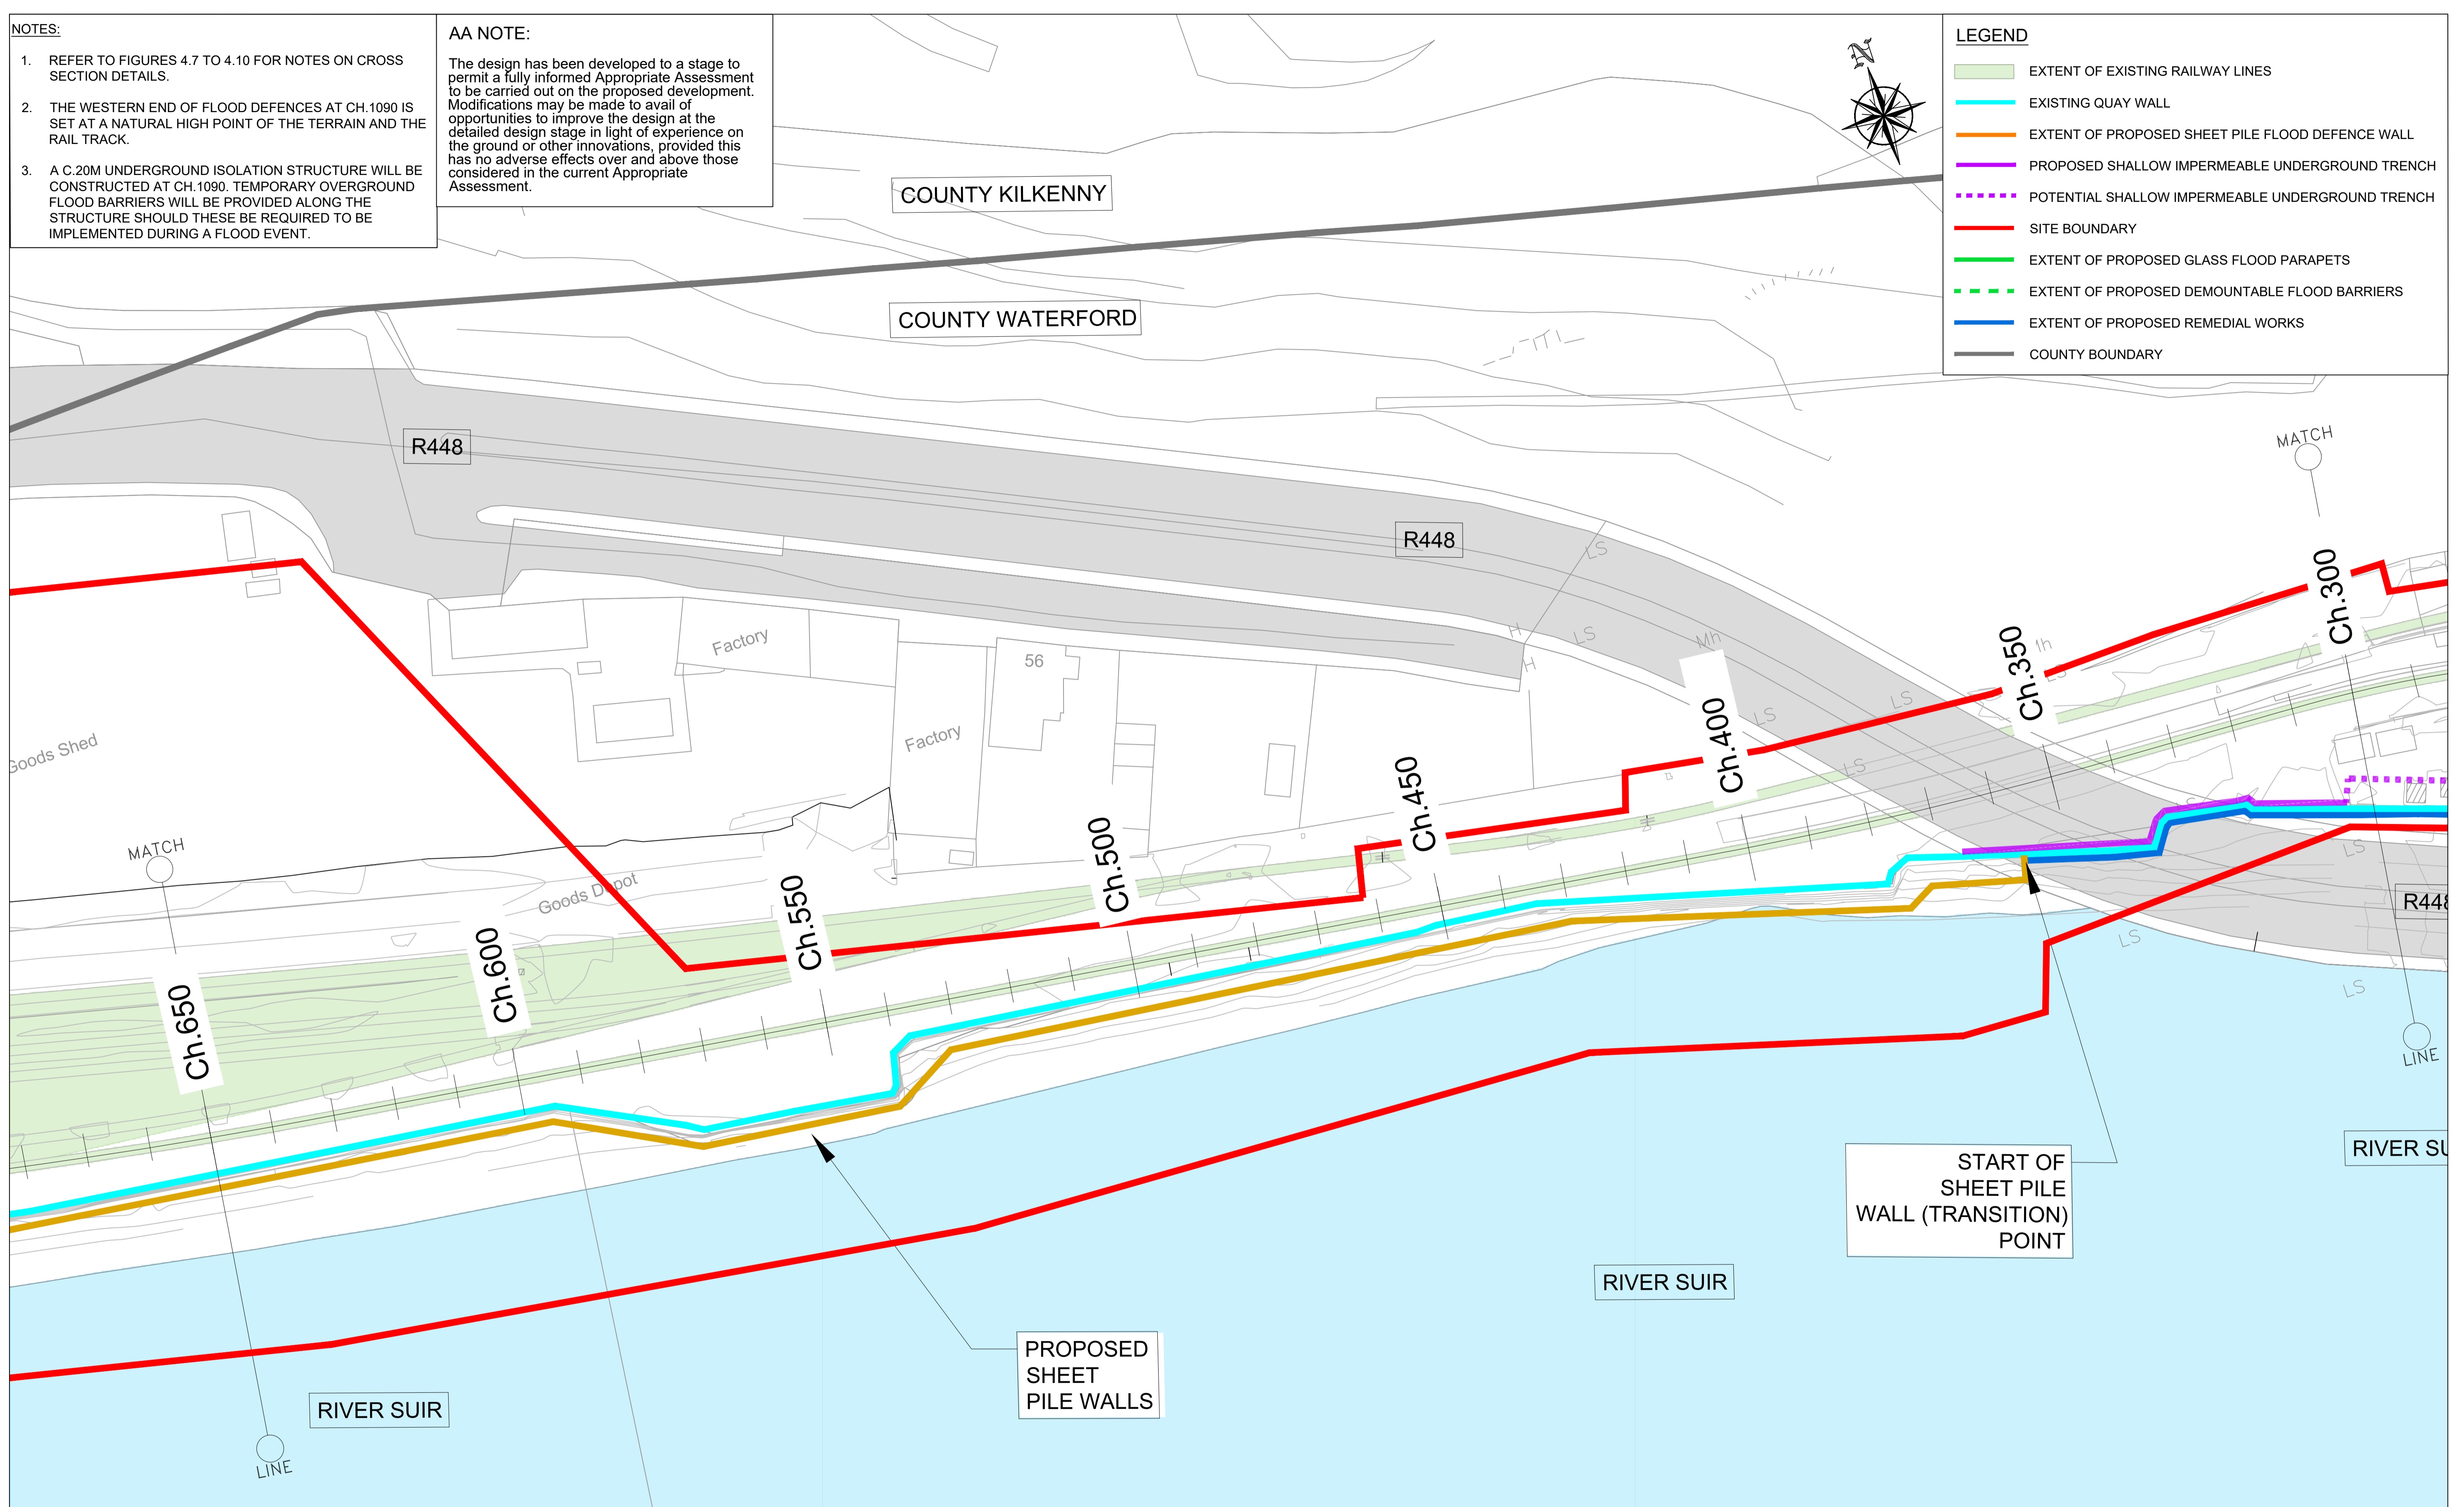 NOTES:
1. REFER TO FIGURES 4.7 TO 4.10 FOR NOTES ON CROSS
SECTION DETAILS.
2. THE WESTERN END OF FLOOD DEFENCES AT CH.1090 IS
SET AT A NATURAL HIGH POINT OF THE TERRAIN AND THE
RAIL TRACK.
3. A C.20M UNDERGROUND ISOLATION STRUCTURE WILL BE
CONSTRUCTED AT CH.1090. TEMPORARY OVERGROUND
FLOOD BARRIERS WILL BE PROVIDED ALONG THE
STRUCTURE SHOULD THESE BE REQUIRED TO BE
IMPLEMENTED DURING A FLOOD EVENT.
AA NOTE:
The design has been developed to a stage to
permit a fully informed Appropriate Assessment
to be carried out on the proposed development.
Modifications may be made to avail of
opportunities to improve the design at the
detailed design stage in light of experience on
the ground or other innovations, provided this
has no adverse effects over and above those
considered in the current Appropriate
Assessment.
N
LEGEND
EXTENT OF EXISTING RAILWAY LINES
EXISTING QUAY WALL
EXTENT OF PROPOSED SHEET PILE FLOOD DEFENCE WALL
PROPOSED SHALLOW IMPERMEABLE UNDERGROUND TRENCH
POTENTIAL SHALLOW IMPERMEABLE UNDERGROUND TRENCH
SITE BOUNDARY
EXTENT OF PROPOSED GLASS FLOOD PARAPETS
EXTENT OF PROPOSED DEMOUNTABLE FLOOD BARRIERS
EXTENT OF PROPOSED REMEDIAL WORKS
COUNTY BOUNDARY
COUNTY KILKENNY
COUNTY WATERFORD
R448
R448
MATCH
LS
H
LS
H
Mh
LS
LS
LS
LS
Ch.300
Ch.350
Ch.400
Ch.450
Ch.500
Ch.550
Ch.600
Ch.650
Factory
56
Factory
Goods Shed
Goods Depot
MATCH
LS
R448
LS
LS
LINE
START OF
SHEET PILE
WALL (TRANSITION)
POINT
RIVER SU
RIVER SUIR
PROPOSED
SHEET
PILE WALLS
RIVER SUIR
LINE